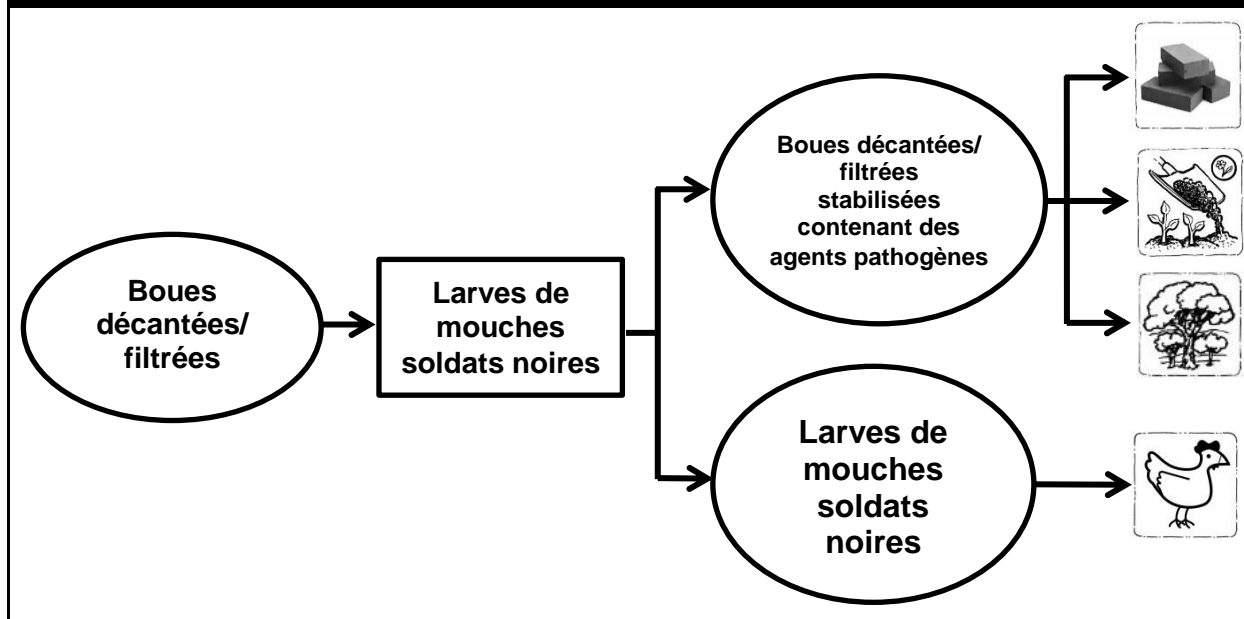 Boues
décantées/
filtrées
Larves de
mouches
soldats noires
Boues décantées/
filtrées
stabilisées
contenant des
agents pathogènes
Larves de
mouches
soldats
noires